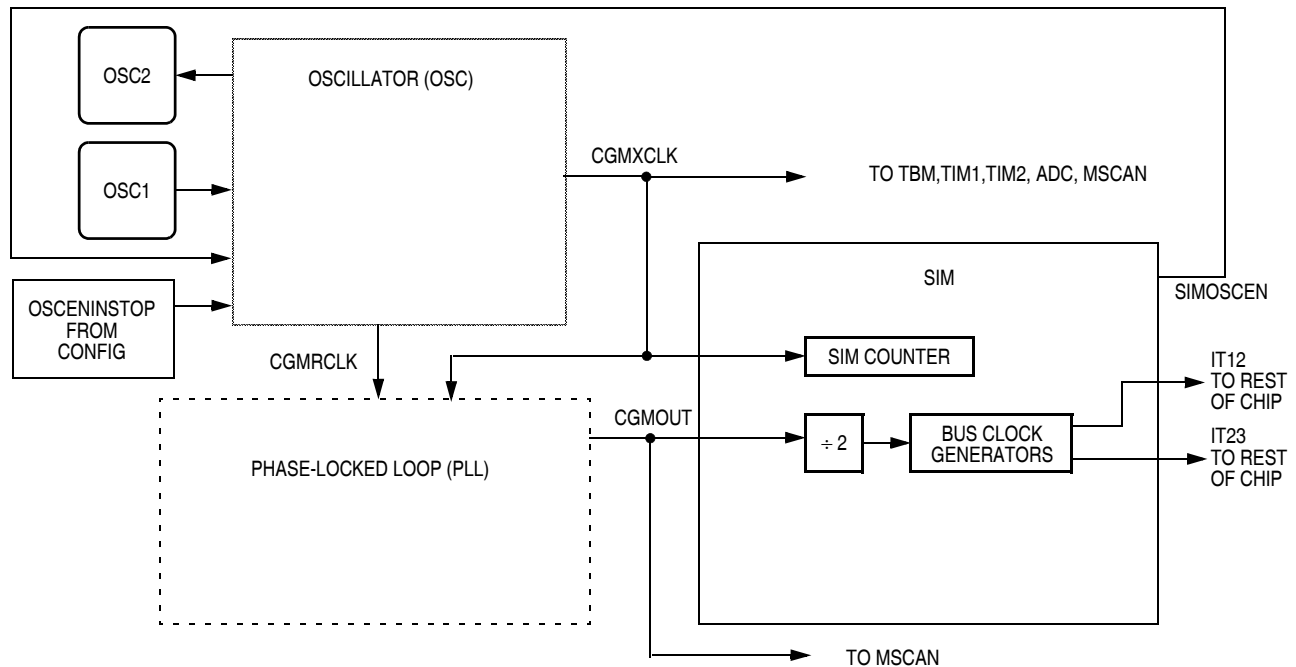 OSC2
OSCILLATOR (OSC)
CGMXCLK
TO TBM,TIM1,TIM2, ADC, MSCAN
OSC1
SIM
SIMOSCEN
OSCENINSTOP
FROM
CONFIG
CGMRCLK
SIM COUNTER
IT12
TO REST
OF CHIP
CGMOUT
÷ 2
BUS CLOCK
GENERATORS
IT23
TO REST
OF CHIP
PHASE-LOCKED LOOP (PLL)
TO MSCAN